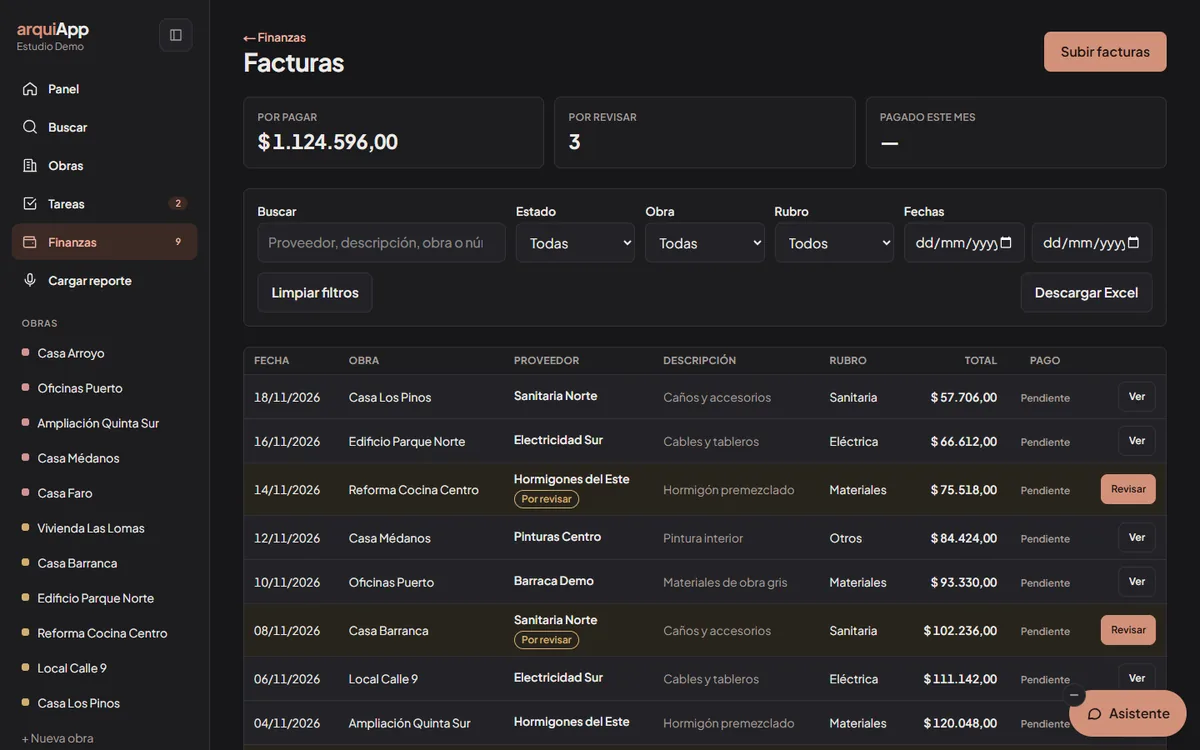 arquiApp
Estudio Demo
Panel
Buscar
Obras
Tareas 2
Finanzas 9
Cargar reporte
OBRAS
Casa Arroyo
Oficinas Puerto
Ampliación Quinta Sur
Casa Médanos
Casa Faro
Vivienda Las Lomas
Casa Barranca
Edificio Parque Norte
Reforma Cocina Centro
Local Calle 9
Casa Los Pinos
+ Nueva obra
← Finanzas
Facturas
Subir facturas
POR PAGAR
$ 1.124.596,00
POR REVISAR
3
PAGADO ESTE MES
—
Buscar Estado Obra Rubro Fechas
Proveedor, descripción, obra o nú Todas Todas Todos dd/mm/yyyy dd/mm/yyyy
Limpiar filtros Descargar Excel
FECHA OBRA PROVEEDOR DESCRIPCIÓN RUBRO TOTAL PAGO
18/11/2026 Casa Los Pinos Sanitaria Norte Caños y accesorios Sanitaria $ 57.706,00 Pendiente Ver
16/11/2026 Edificio Parque Norte Electricidad Sur Cables y tableros Eléctrica $ 66.612,00 Pendiente Ver
14/11/2026 Reforma Cocina Centro Hormigones del Este Hormigón premezclado Materiales $ 75.518,00 Pendiente Revisar
Por revisar
12/11/2026 Casa Médanos Pinturas Centro Pintura interior Otros $ 84.424,00 Pendiente Ver
10/11/2026 Oficinas Puerto Barraca Demo Materiales de obra gris Materiales $ 93.330,00 Pendiente Ver
08/11/2026 Casa Barranca Sanitaria Norte Caños y accesorios Sanitaria $ 102.236,00 Pendiente Revisar
Por revisar
06/11/2026 Local Calle 9 Electricidad Sur Cables y tableros Eléctrica $ 111.142,00 Pendiente Ver
04/11/2026 Ampliación Quinta Sur Hormigones del Este Hormigón premezclado Materiales $ 120.048,00 Pendiente
Asistente